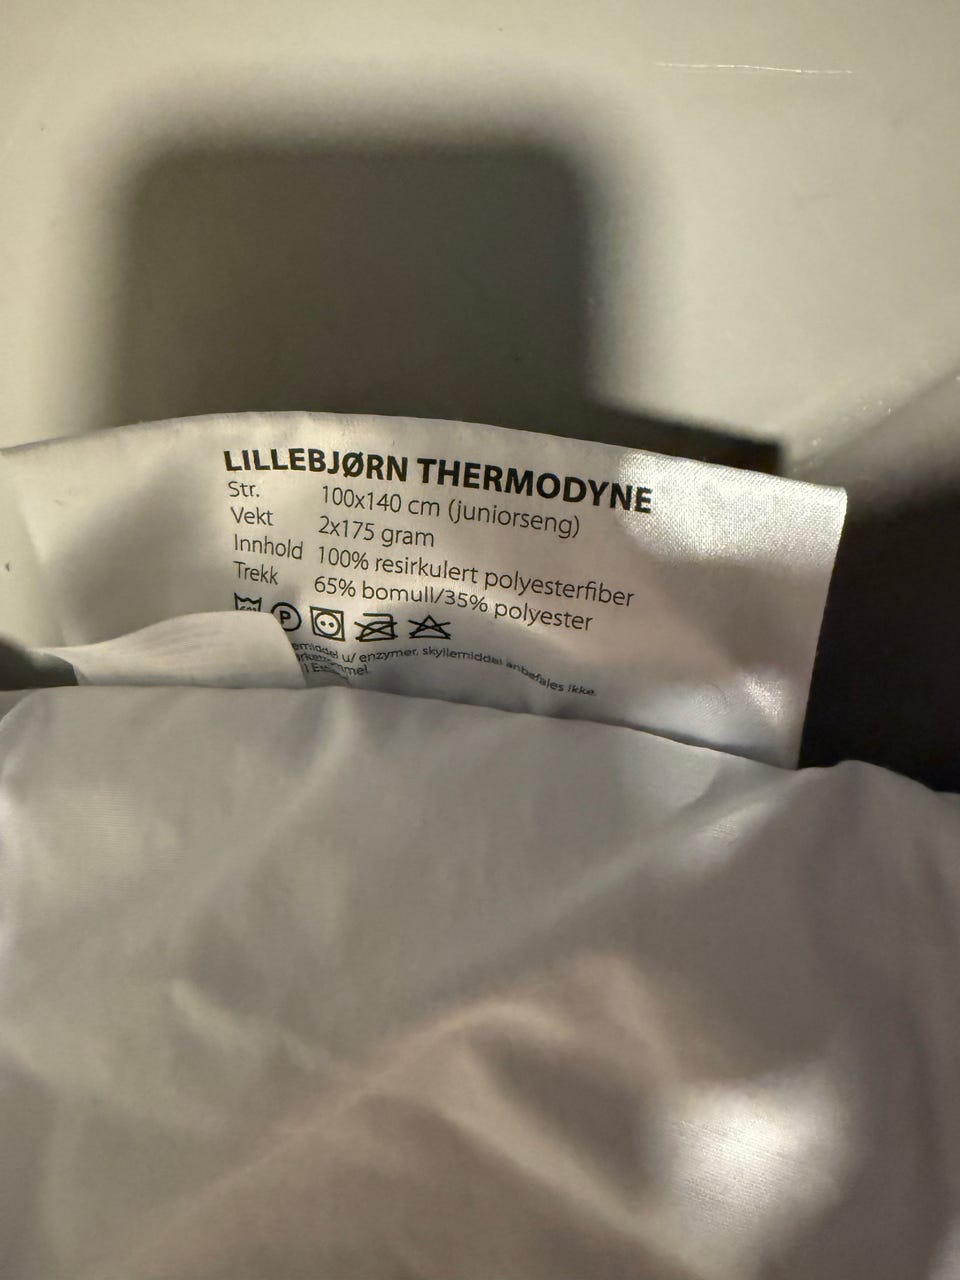 LILLEBJØRN THERMODYNE
Str. 100x140 cm (juniorseng)
Vekt 2x175 gram
Innhold 100% resirkulert polyesterfiber
Trekk 65% bomull/35% polyester
P
emiddel u/ enzymer, skyllemiddel anbefales ikke.